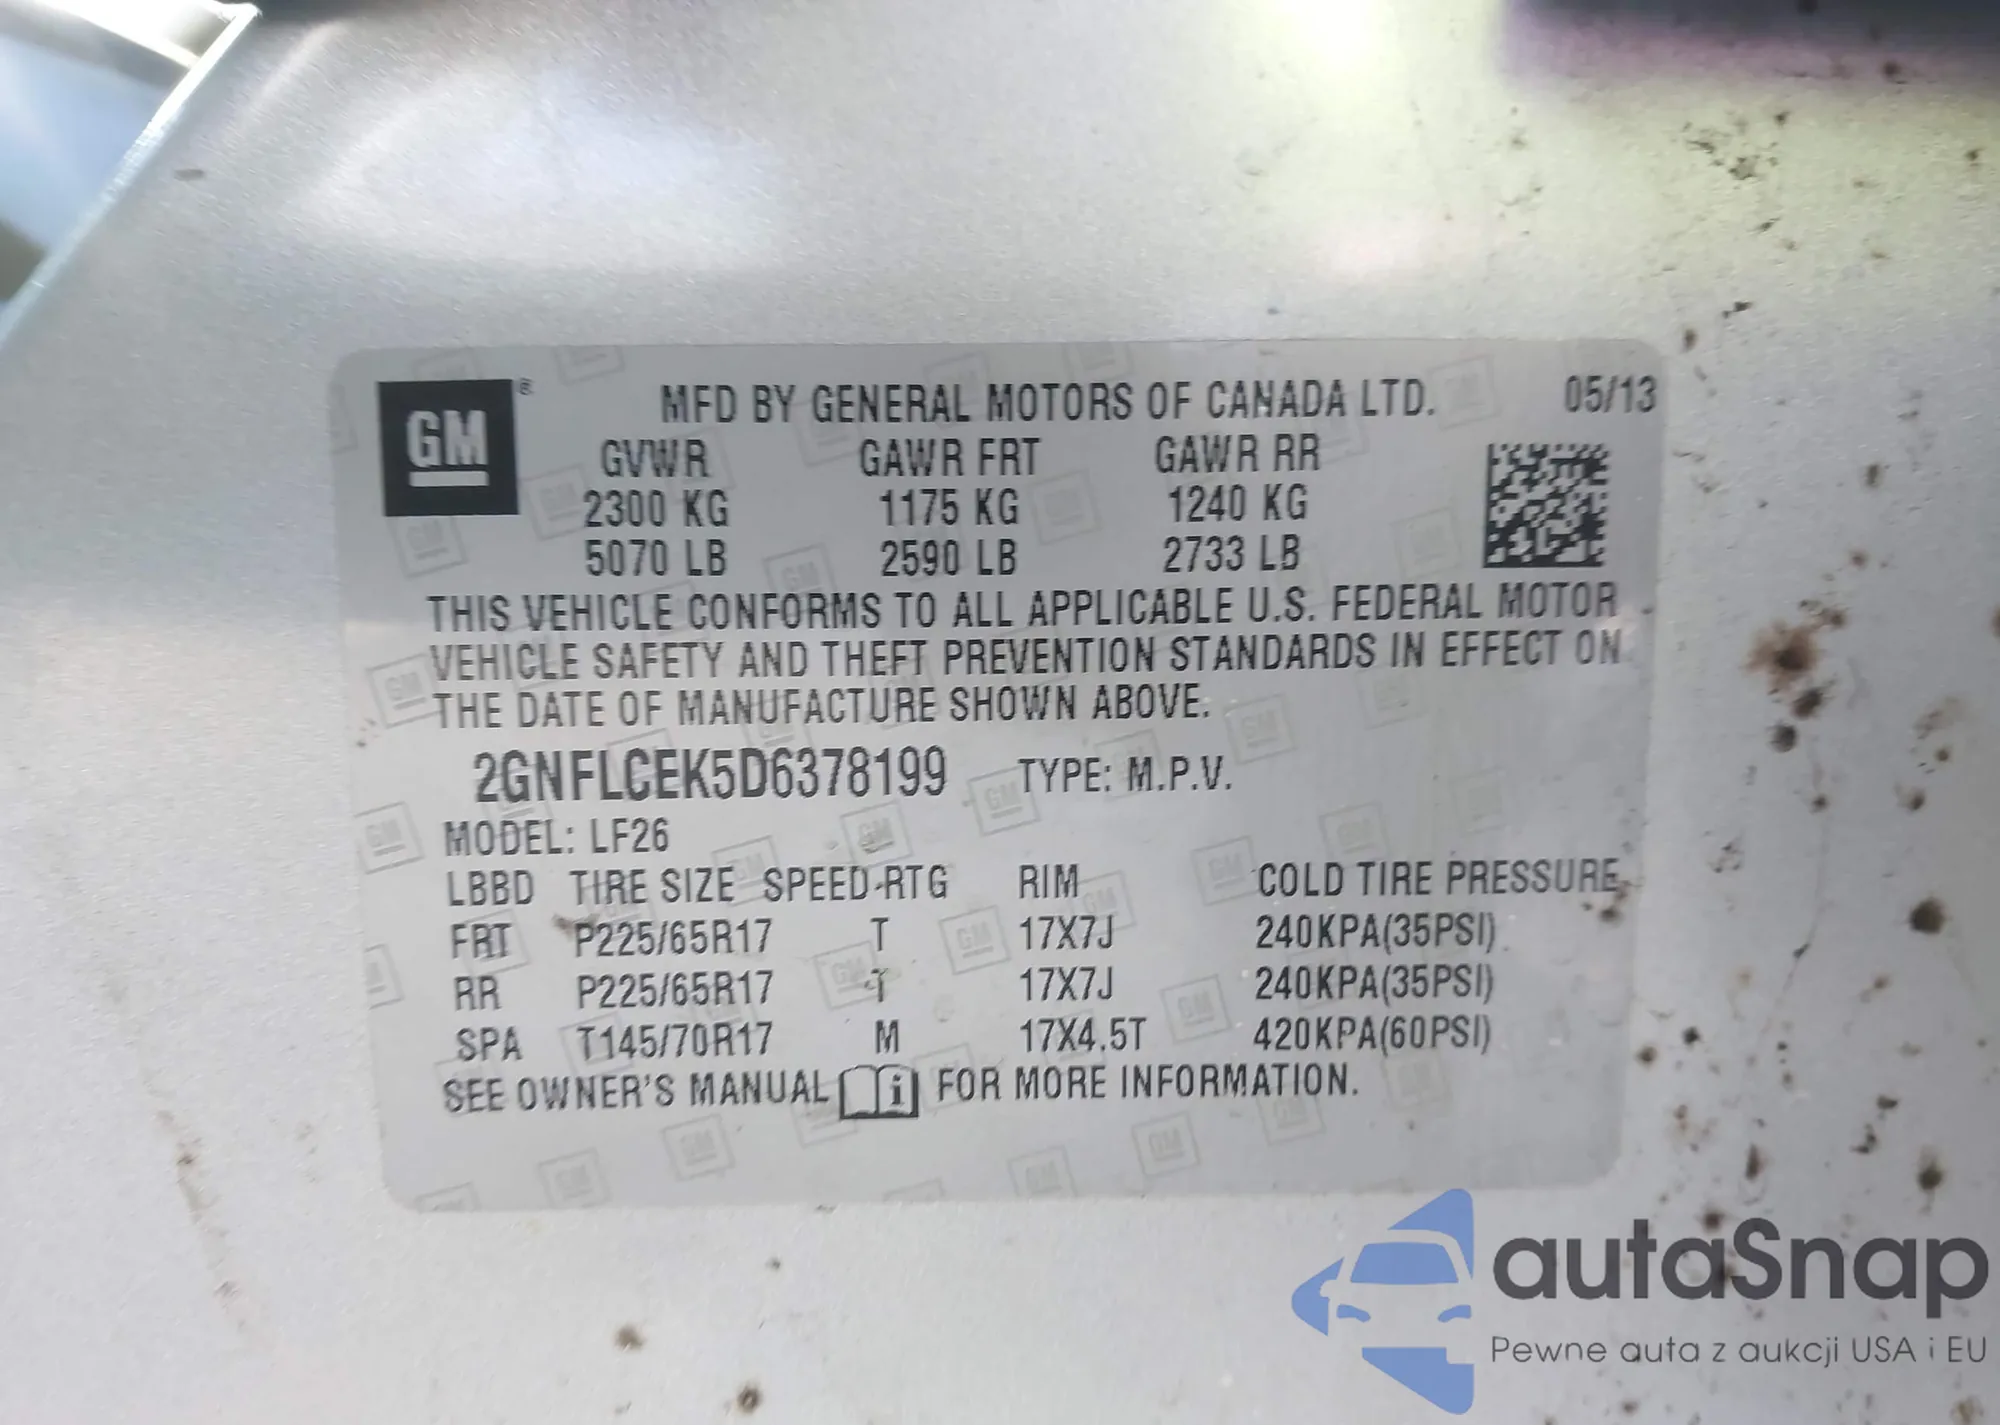 GM ®
MFD BY GENERAL MOTORS OF CANADA LTD. 05/13
GVWR GAWR FRT GAWR RR
2300 KG 1175 KG 1240 KG
5070 LB 2590 LB 2733 LB
THIS VEHICLE CONFORMS TO ALL APPLICABLE U.S. FEDERAL MOTOR
VEHICLE SAFETY AND THEFT PREVENTION STANDARDS IN EFFECT ON
THE DATE OF MANUFACTURE SHOWN ABOVE.
2GNFLCEK5D6378199 TYPE: M.P.V.
MODEL: LF26
LBBD TIRE SIZE SPEED RTG RIM COLD TIRE PRESSURE
FRT P225/65R17 T 17X7J 240KPA(35PSI)
RR P225/65R17 T 17X7J 240KPA(35PSI)
SPA T145/70R17 M 17X4.5T 420KPA(60PSI)
SEE OWNER'S MANUAL i FOR MORE INFORMATION.
autaSnap
Pewne auta z aukcji USA i EU